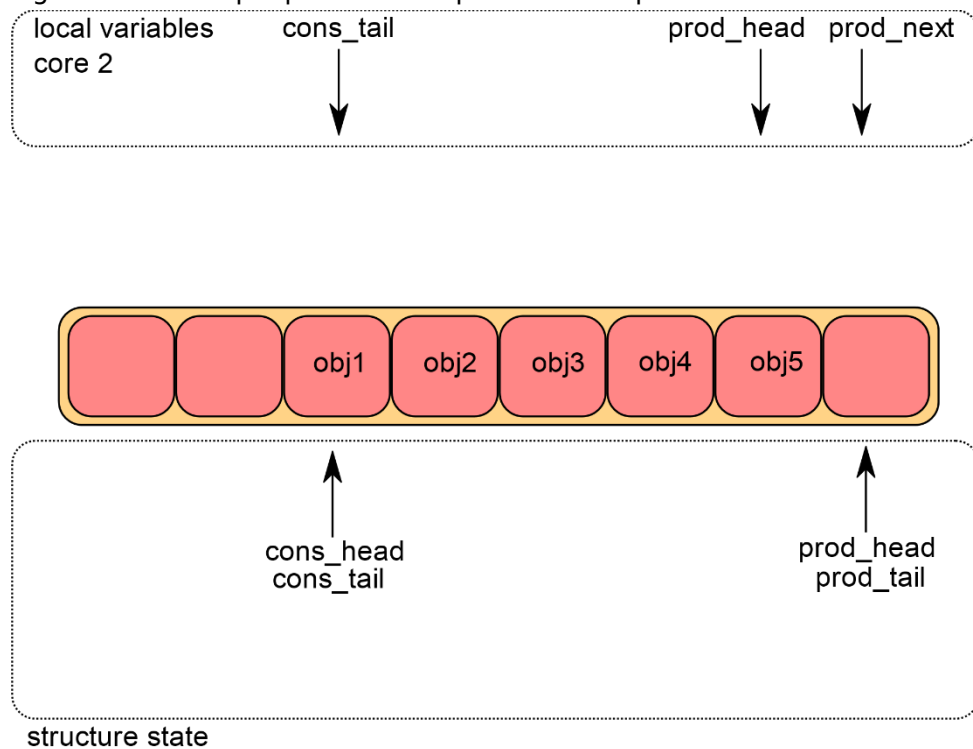 local variables cons_tail prod_head prod_next
core 2
obj1 obj2 obj3 obj4 obj5
cons_head prod_head
cons_tail prod_tail
structure state